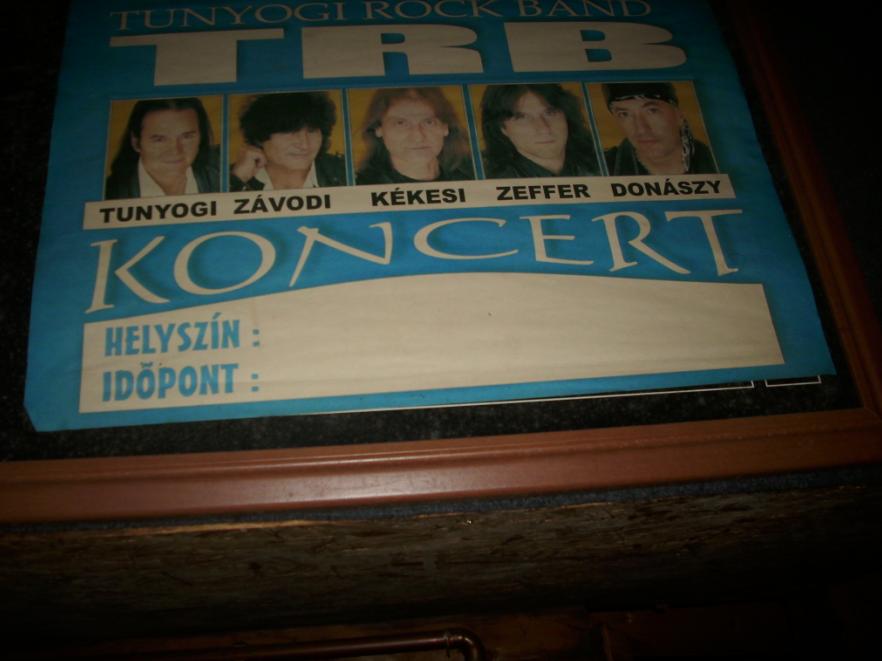 TUNYOGI ROCK BAND
TRB
TUNYOGI ZÁVODI KÉKESI ZEFFER DONÁSZY
KONCERT
HELYSZÍN :
IDŐPONT :